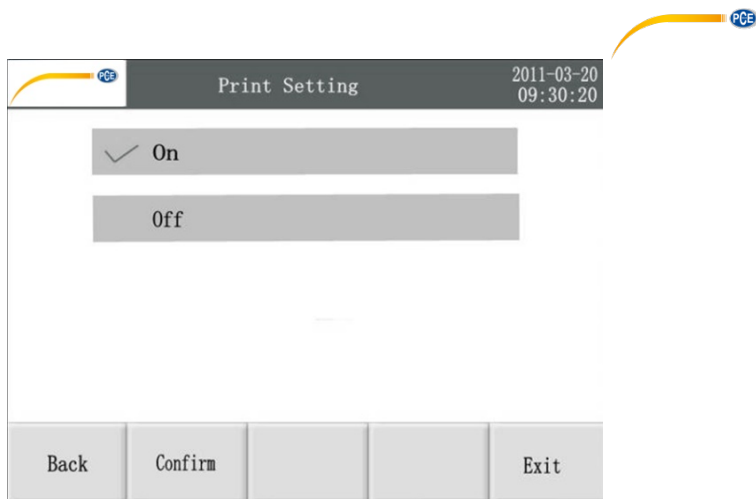 PCE
PCE
Print Setting
2011-03-20
09:30:20
On
Off
Back
Confirm
Exit